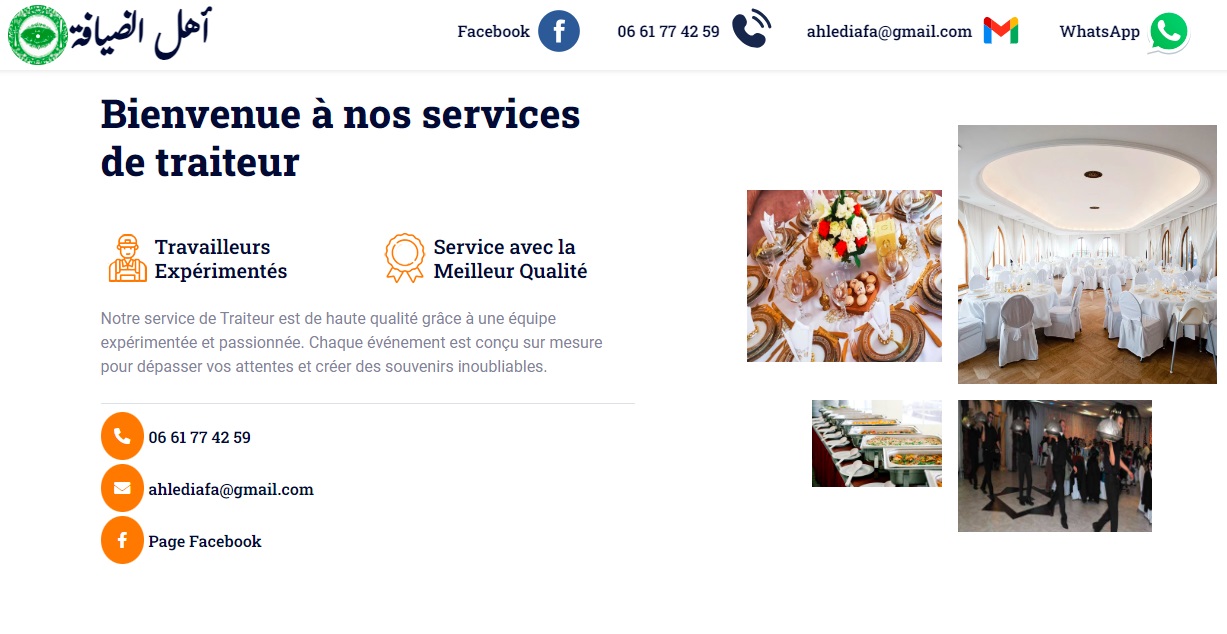 أهل الضيافة
Facebook
06 61 77 42 59
ahlediafa@gmail.com
WhatsApp
Bienvenue à nos services
de traiteur
Travailleurs
Expérimentés
Service avec la
Meilleur Qualité
Notre service de Traiteur est de haute qualité grâce à une équipe
expérimentée et passionnée. Chaque événement est conçu sur mesure
pour dépasser vos attentes et créer des souvenirs inoubliables.
06 61 77 42 59
ahlediafa@gmail.com
Page Facebook